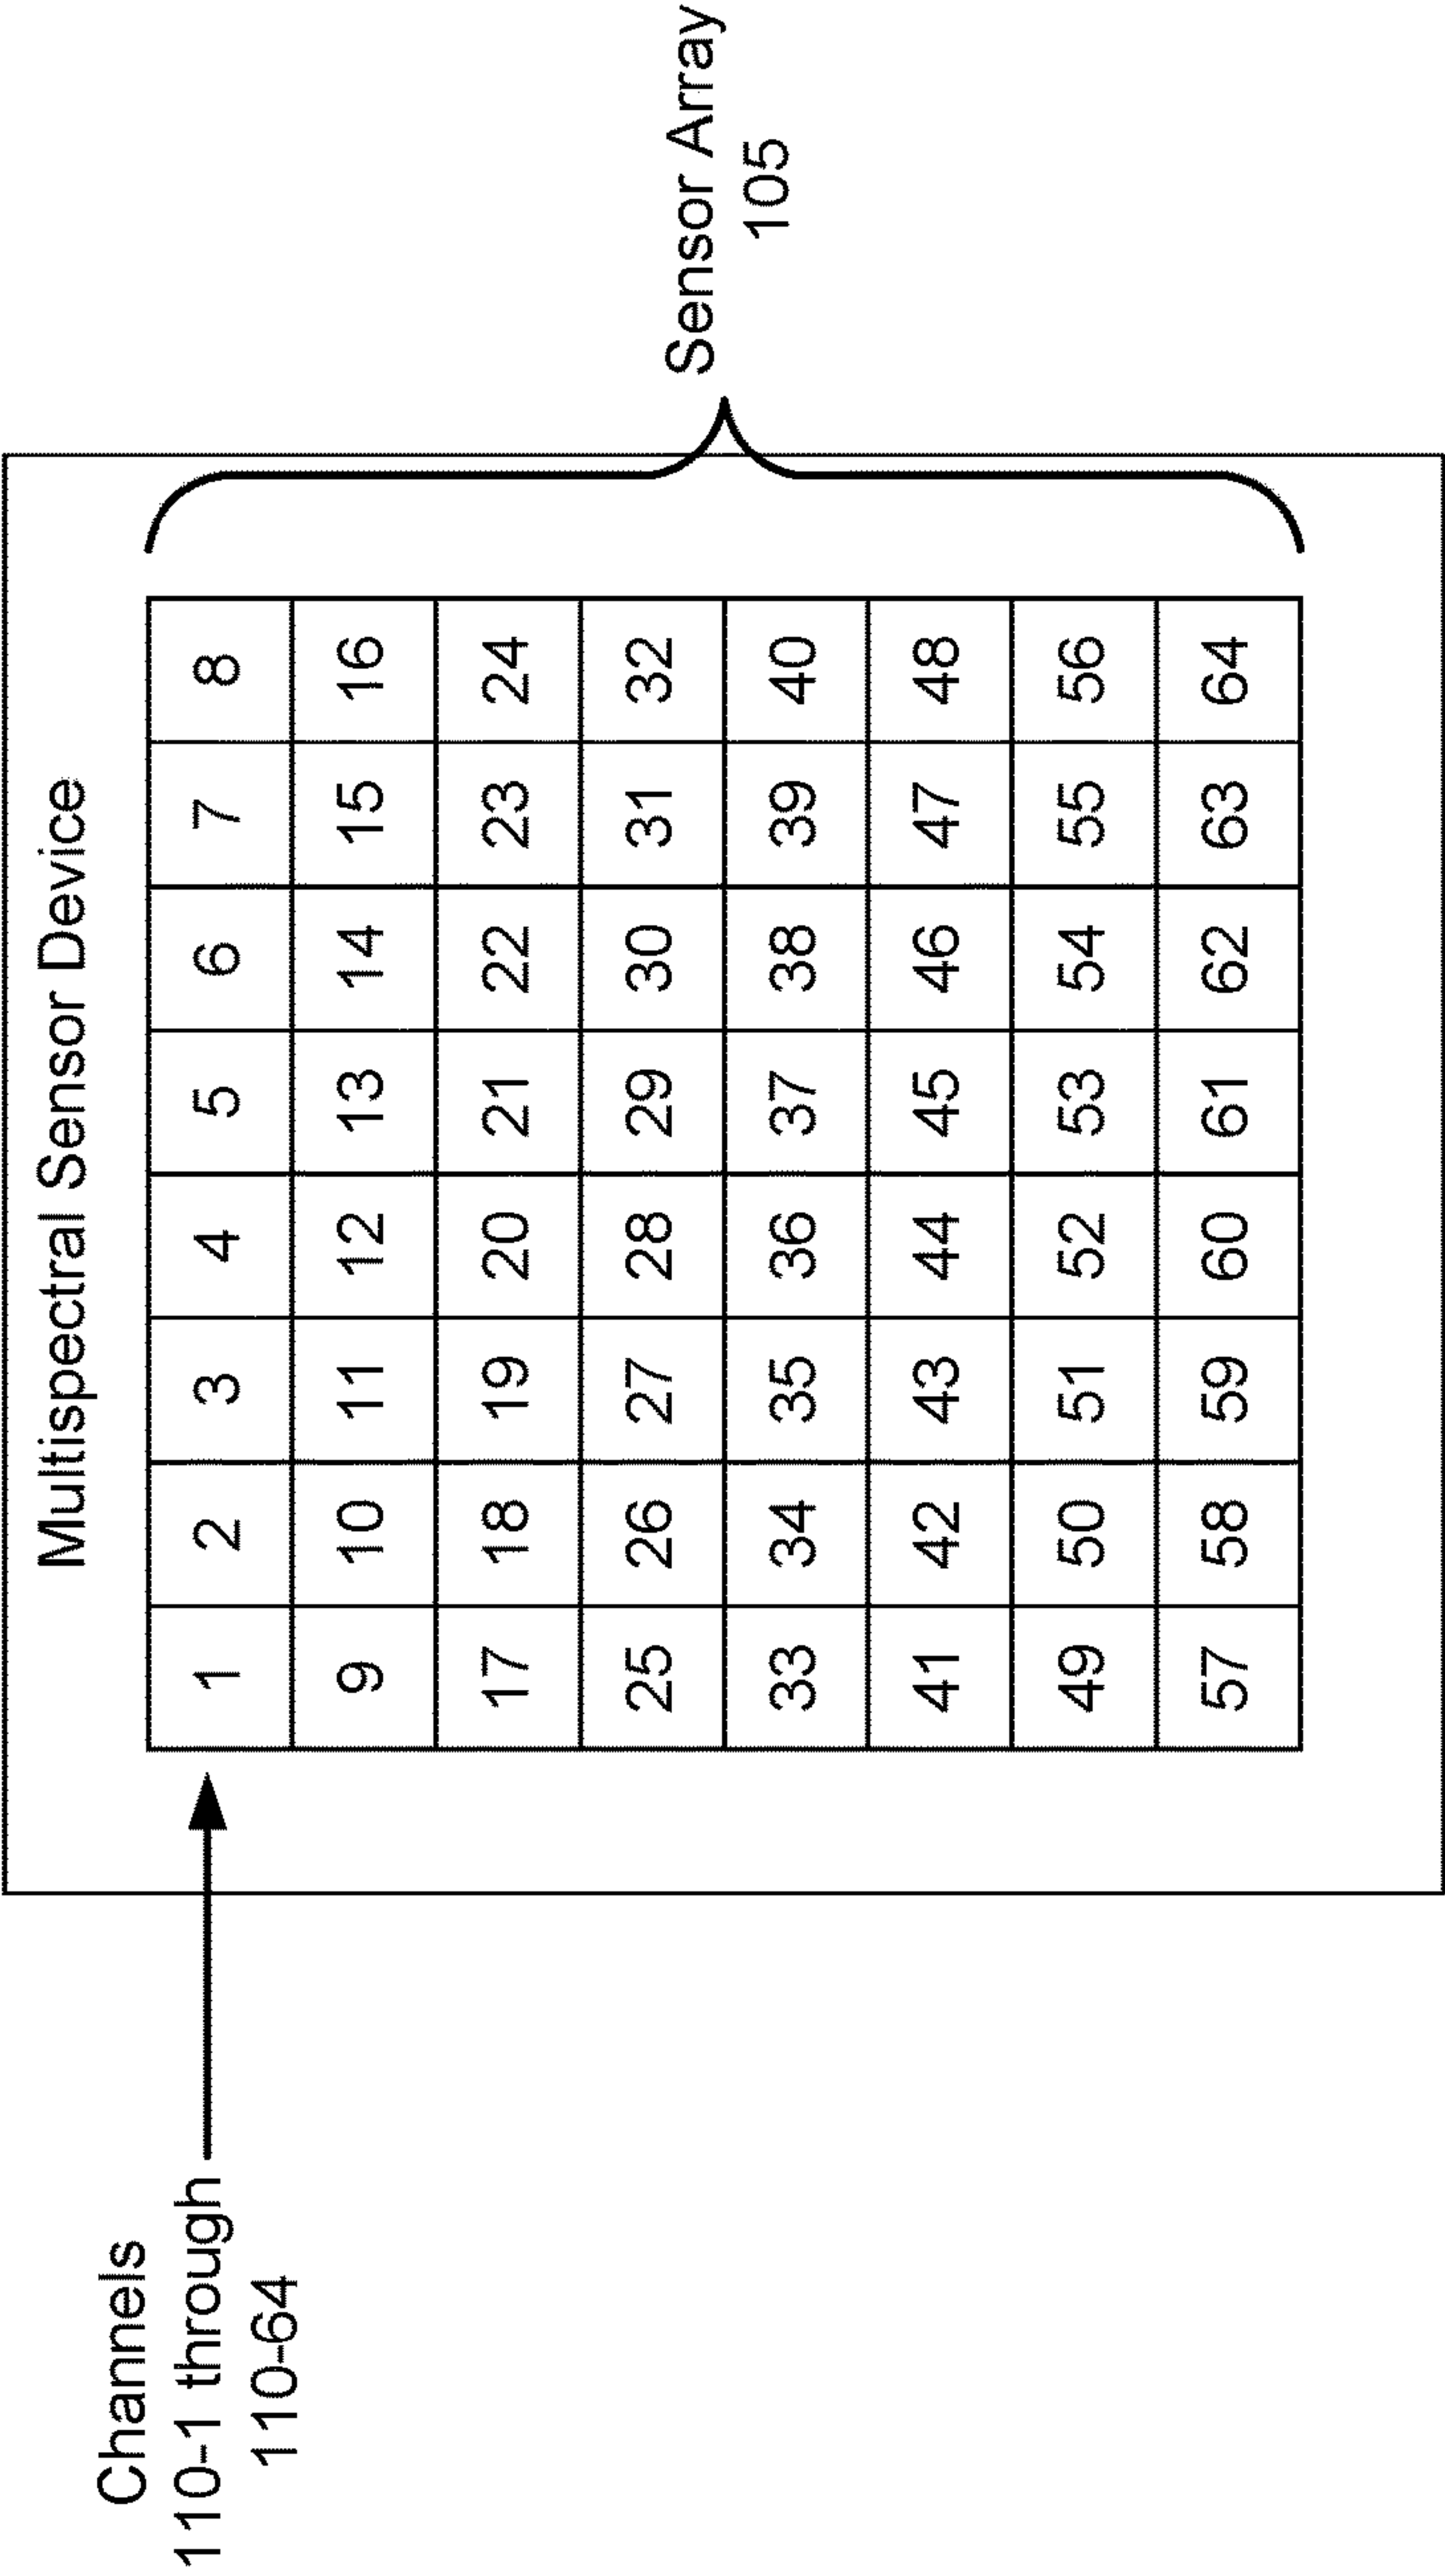 Multispectral Sensor Device
Channels
110-1 through
110-64
1 2 3 4 5 6 7 8
9 10 11 12 13 14 15 16
17 18 19 20 21 22 23 24
25 26 27 28 29 30 31 32
33 34 35 36 37 38 39 40
41 42 43 44 45 46 47 48
49 50 51 52 53 54 55 56
57 58 59 60 61 62 63 64
Sensor Array
105